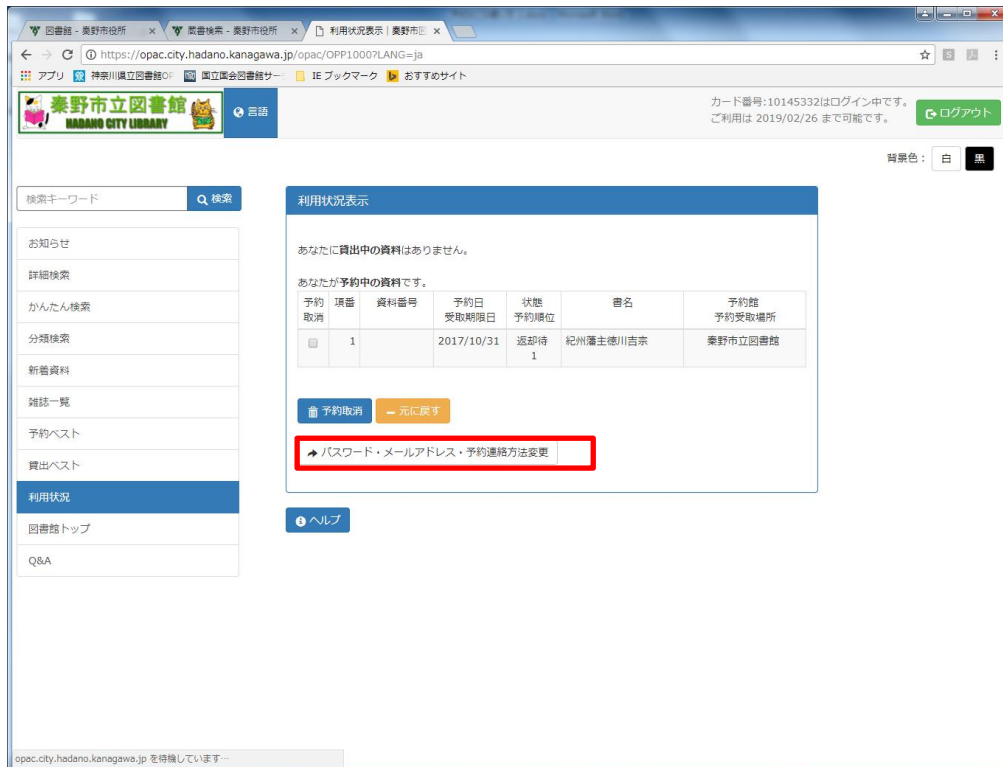 図書館 - 秦野市役所
蔵書検索 - 秦野市役所
利用状況表示 | 秦野市
https://opac.city.hadano.kanagawa.jp/opac/OPP1000?LANG=ja
アプリ 神奈川県立図書館OP 国立国会図書館サー IE ブックマーク おすすめサイト
秦野市立図書館
HADANO CITY LIBRARY
言語
カード番号:10145332はログイン中です。
ご利用は 2019/02/26 まで可能です。
ログアウト
背景色: 白 黒
検索キーワード 検索
お知らせ
詳細検索
かんたん検索
分類検索
新着資料
雑誌一覧
予約ベスト
貸出ベスト
利用状況
図書館トップ
Q&A
利用状況表示
あなたに貸出中の資料はありません。
あなたが予約中の資料です。
予約取消 項番 資料番号 予約日 受取期限日 状態 予約順位 書名 予約館 予約受取場所
1 2017/10/31 返却待 1 紀州藩主徳川吉宗 秦野市立図書館
予約取消 元に戻す
パスワード・メールアドレス・予約連絡方法変更
ヘルプ
opac.city.hadano.kanagawa.jp を待機しています…